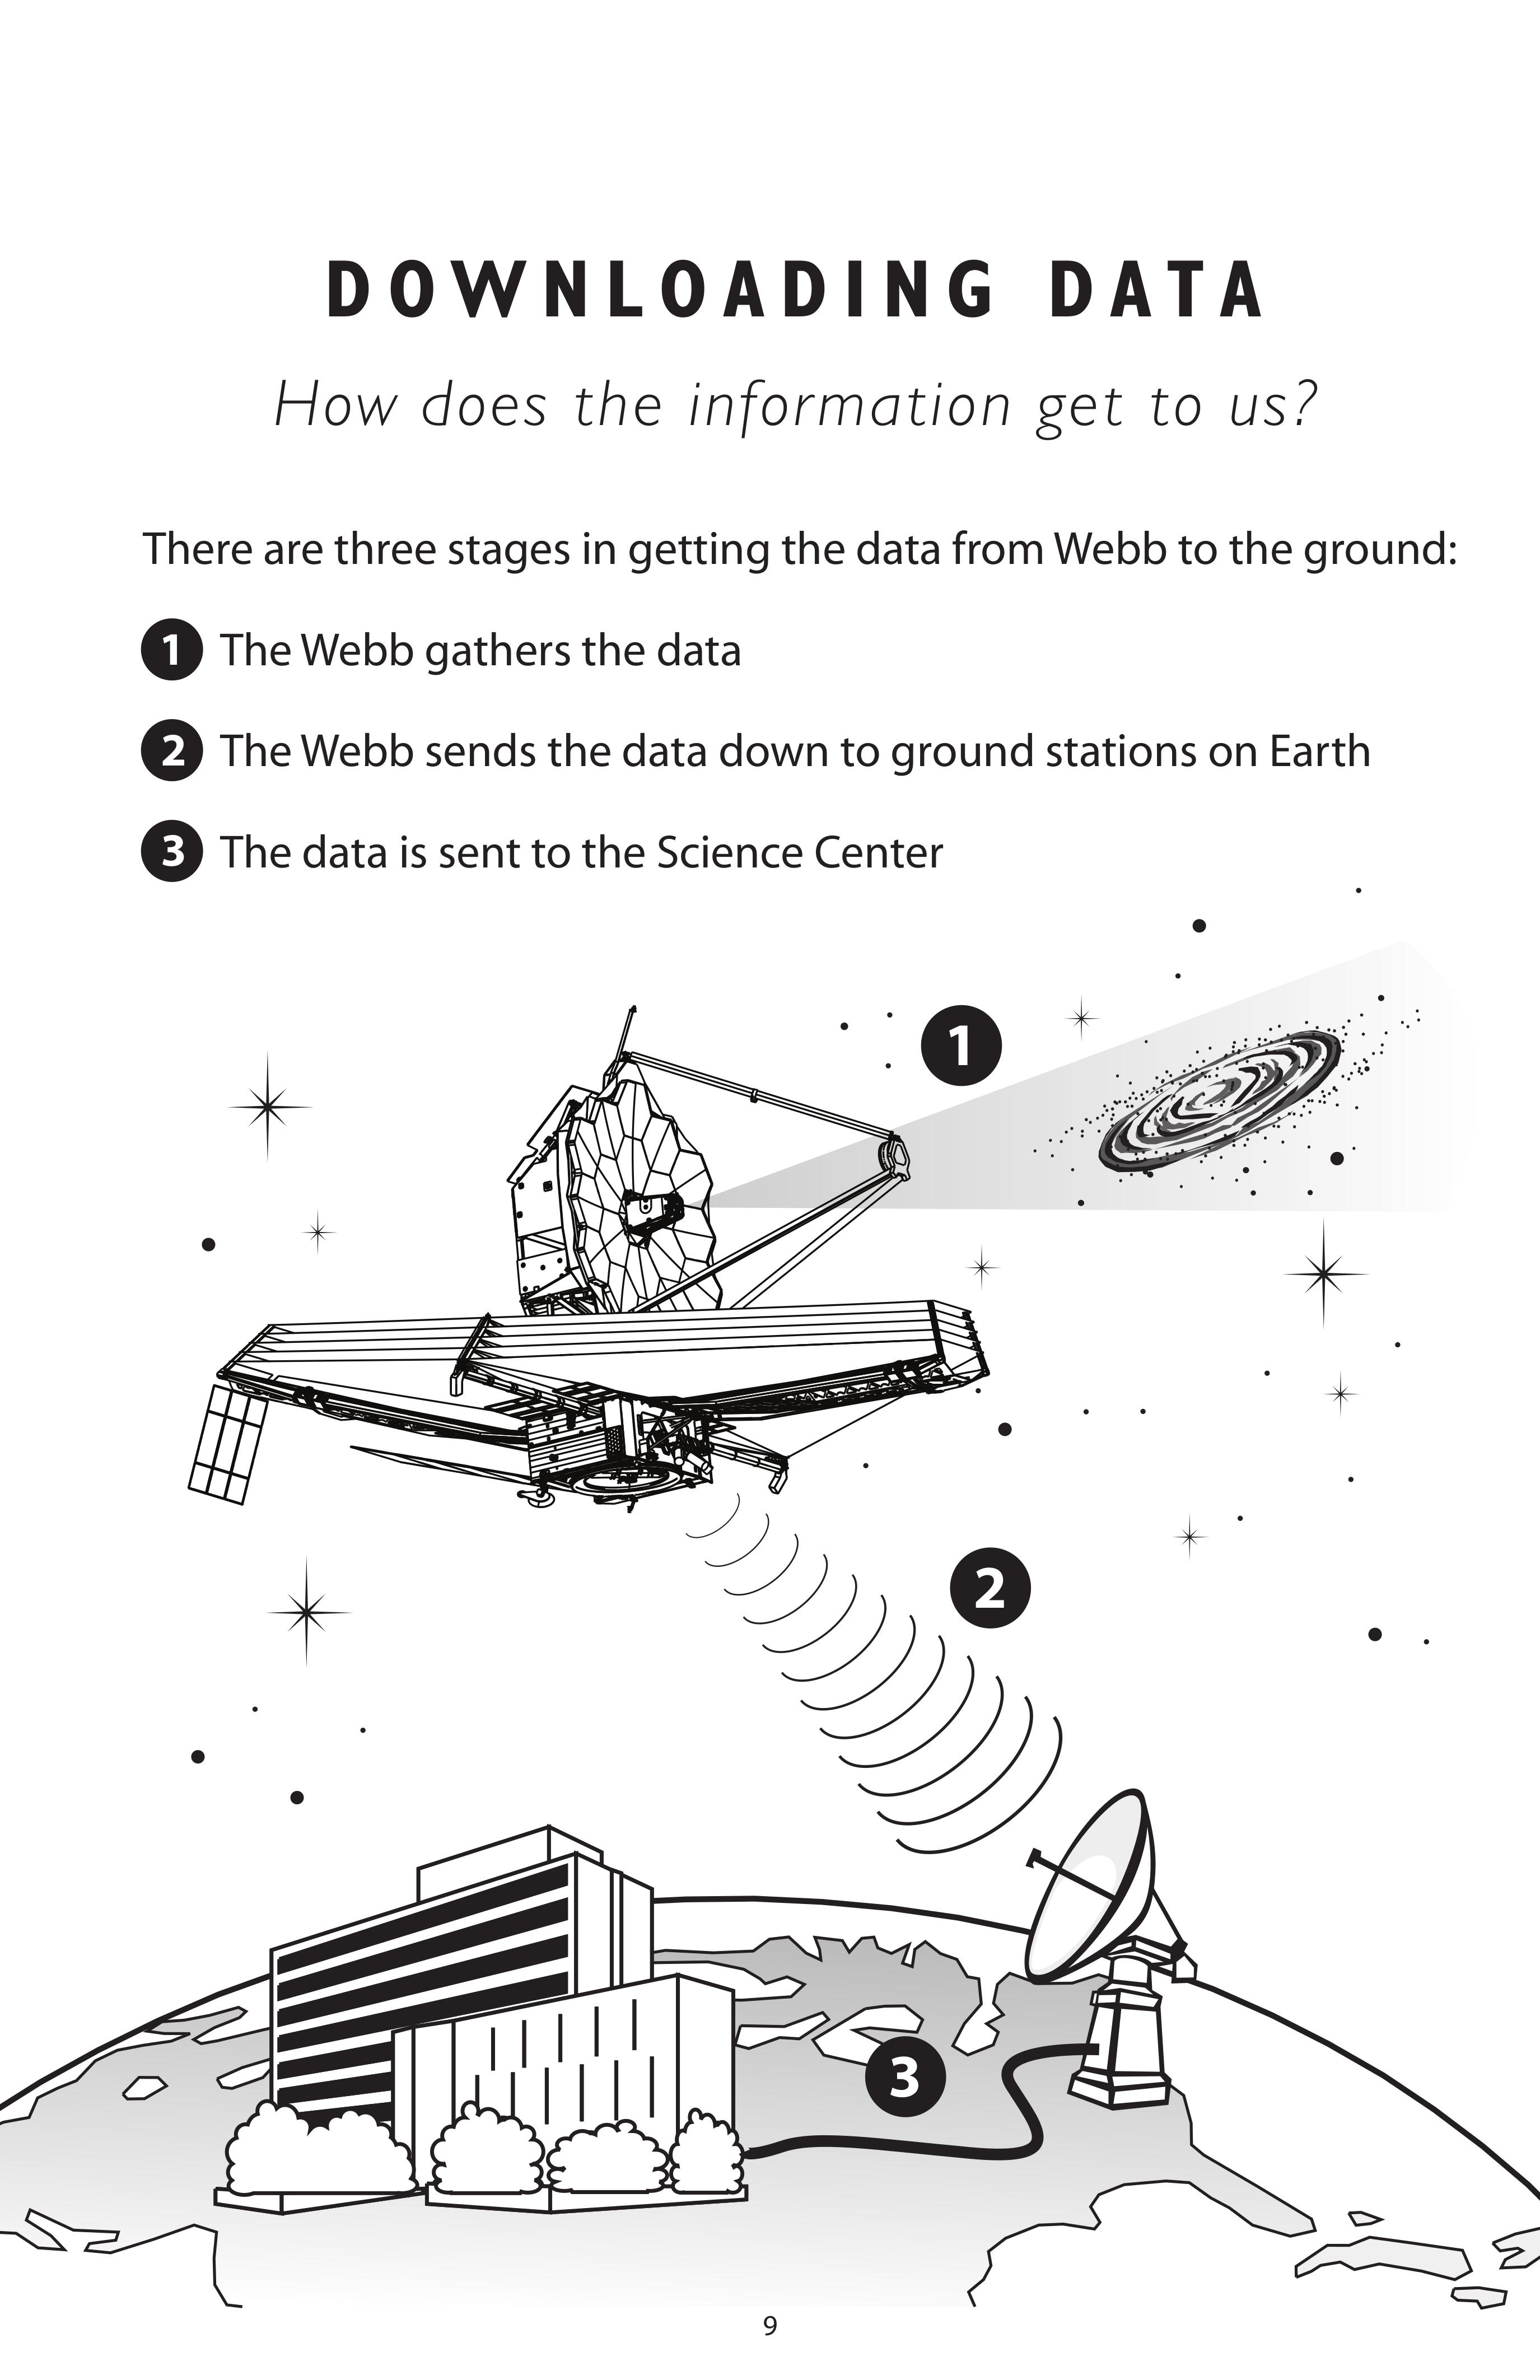 DOWNLOADING DATA
How does the information get to us?
There are three stages in getting the data from Webb to the ground:
1 The Webb gathers the data
2 The Webb sends the data down to ground stations on Earth
3 The data is sent to the Science Center
1
2
3
9